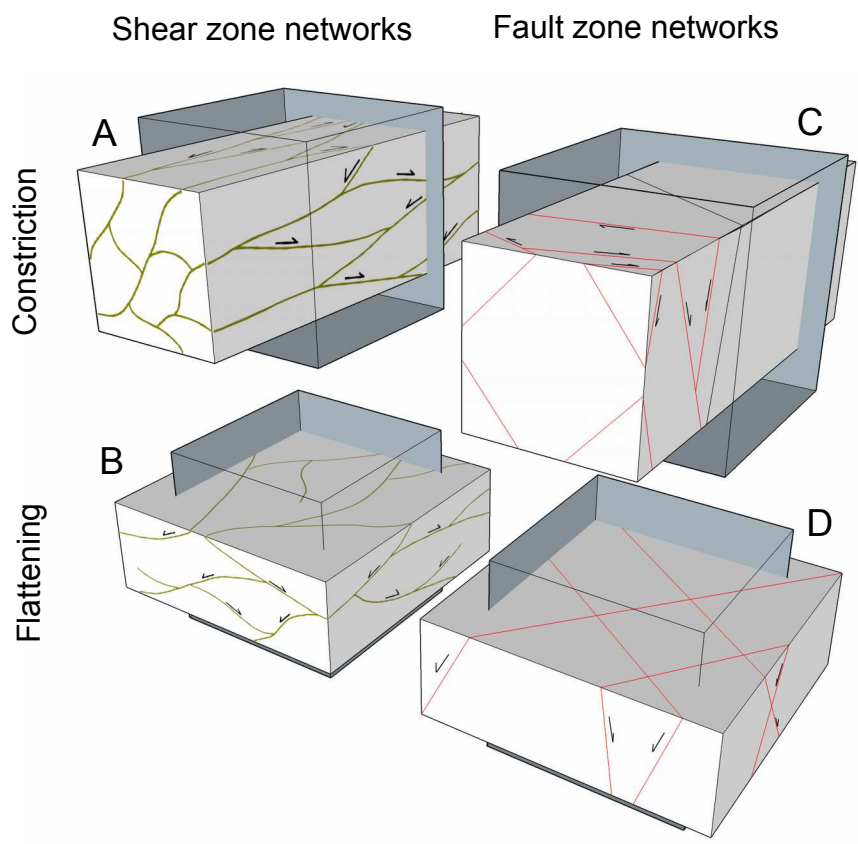 Shear zone networks
Fault zone networks
A
C
Constriction
B
D
Flattening